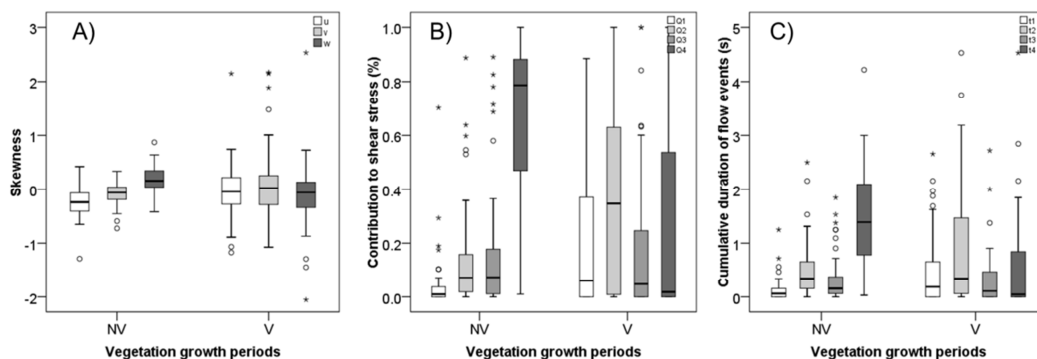 A)
u
v
w
Skewness
3
2
1
0
-1
-2
NV
V
Vegetation growth periods
B)
Q1
Q2
Q3
Q4
Contribution to shear stress (%)
1.0
0.8
0.6
0.4
0.2
0.0
NV
V
Vegetation growth periods
C)
t1
t2
t3
t4
Cumulative duration of flow events (s)
5
4
3
2
1
0
NV
V
Vegetation growth periods